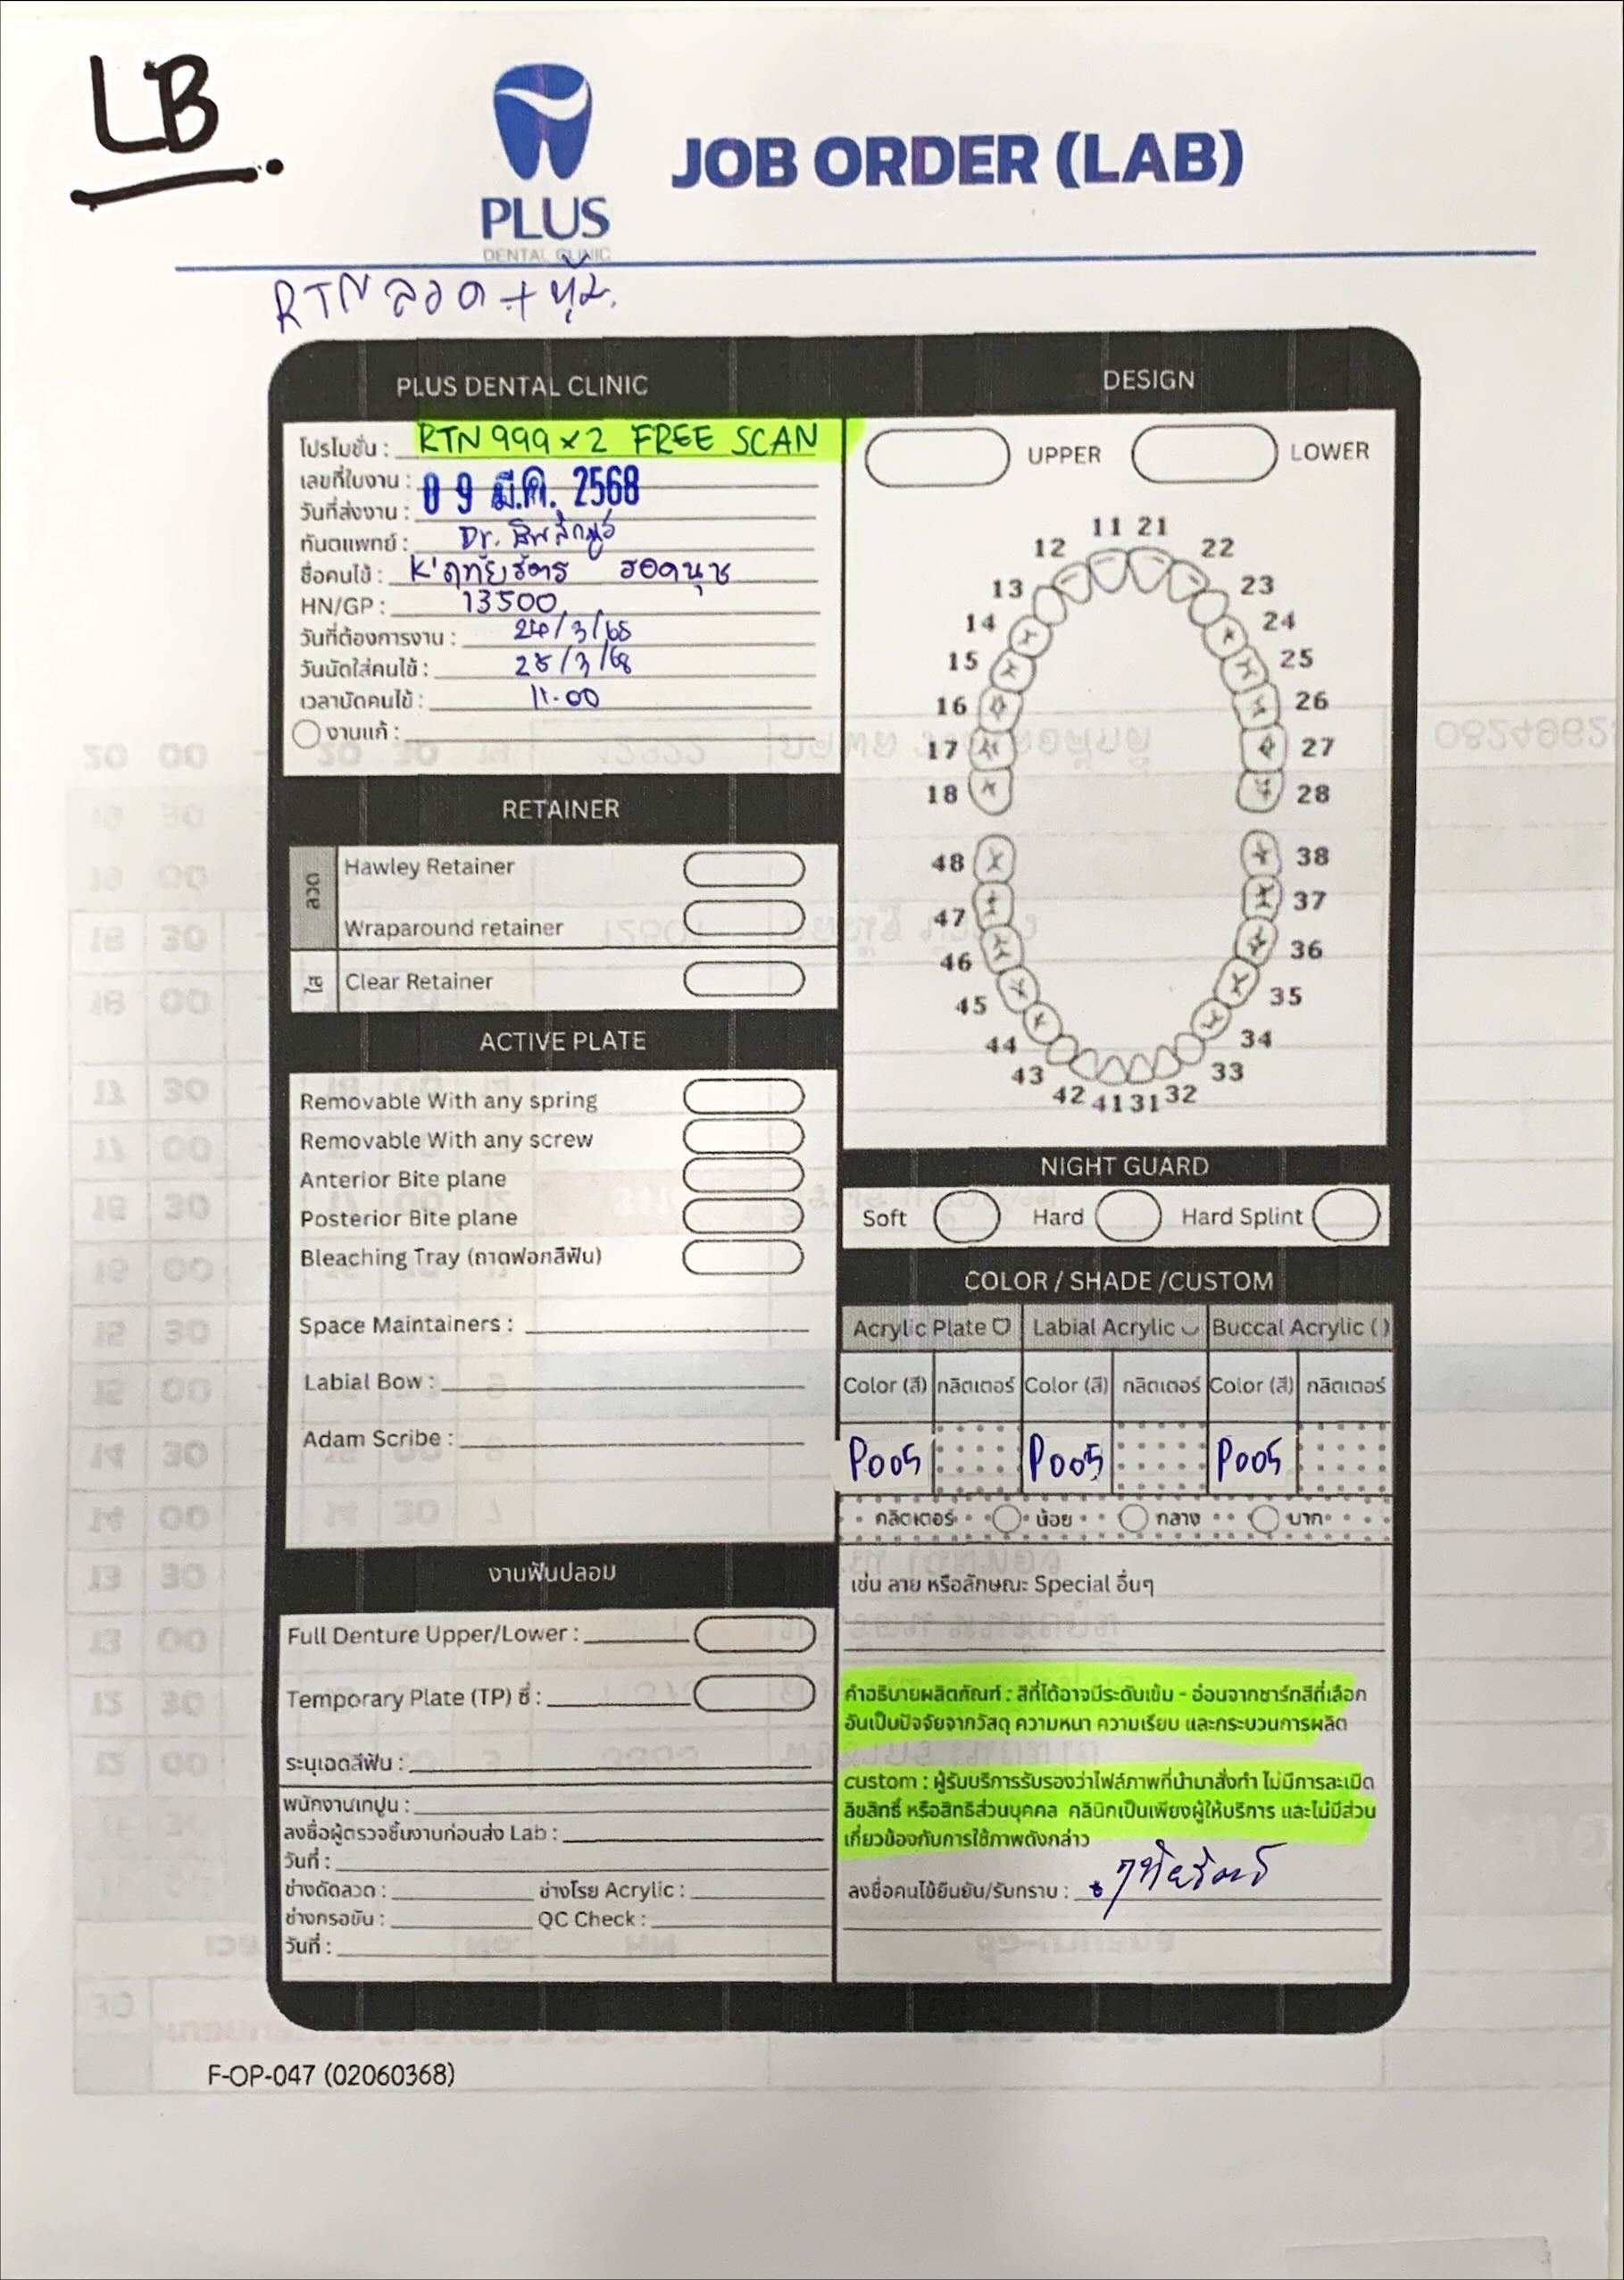 LB.
PLUS
DENTAL CLINIC
JOB ORDER (LAB)
RTN ลวด + หุ้ม
PLUS DENTAL CLINIC
โปรโมชั่น : RTN 999 x 2 FREE SCAN
เลขที่ใบงาน :
วันที่ส่งงาน : 09 มี.ค. 2568
ทันตแพทย์ : Dr.
ชื่อคนไข้ : K'ฤทัยรัตร ฮอดนุช
HN/GP : 13500
วันที่ต้องการงาน : 24/3/68
วันนัดใส่คนไข้ : 25/3/68
เวลานัดคนไข้ : 11.00
งานแก้ :
RETAINER
ลวด
Hawley Retainer
Wraparound retainer
ใส
Clear Retainer
ACTIVE PLATE
Removable With any spring
Removable With any screw
Anterior Bite plane
Posterior Bite plane
Bleaching Tray (ถาดฟอกสีฟัน)
Space Maintainers :
Labial Bow :
Adam Scribe :
งานฟันปลอม
Full Denture Upper/Lower :
Temporary Plate (TP) ซี่ :
ระบุเฉดสีฟัน :
พนักงานเทปูน :
ลงชื่อผู้ตรวจชิ้นงานก่อนส่ง Lab :
วันที่ :
ช่างดัดลวด : ช่างโรย Acrylic :
ช่างกรอขัน : QC Check :
วันที่ :
DESIGN
UPPER LOWER
11 21
12 22
13 23
14 24
15 25
16 26
17 27
18 28
48 38
47 37
46 36
45 35
44 34
43 33
42 41 31 32
NIGHT GUARD
Soft Hard Hard Splint
COLOR / SHADE /CUSTOM
Acrylic Plate Labial Acrylic Buccal Acrylic ( )
Color (สี) กลิตเตอร์ Color (สี) กลิตเตอร์ Color (สี) กลิตเตอร์
P005 P005 P005
กลิตเตอร์ น้อย กลาง มาก
เช่น ลาย หรือลักษณะ Special อื่นๆ
คำอธิบายผลิตภัณฑ์ : สีที่ได้อาจมีระดับเข้ม - อ่อนจากชาร์ทสีที่เลือก
อันเป็นปัจจัยจากวัสดุ ความหนา ความเรียบ และกระบวนการผลิต
custom : ผู้รับบริการรับรองว่าไฟล์ภาพที่นำมาสั่งทำ ไม่มีการละเมิด
ลิขสิทธิ์ หรือสิทธิส่วนบุคคล คลินิกเป็นเพียงผู้ให้บริการ และไม่มีส่วน
เกี่ยวข้องกับการใช้ภาพดังกล่าว
ลงชื่อคนไข้ยืนยัน/รับทราบ :
F-OP-047 (02060368)